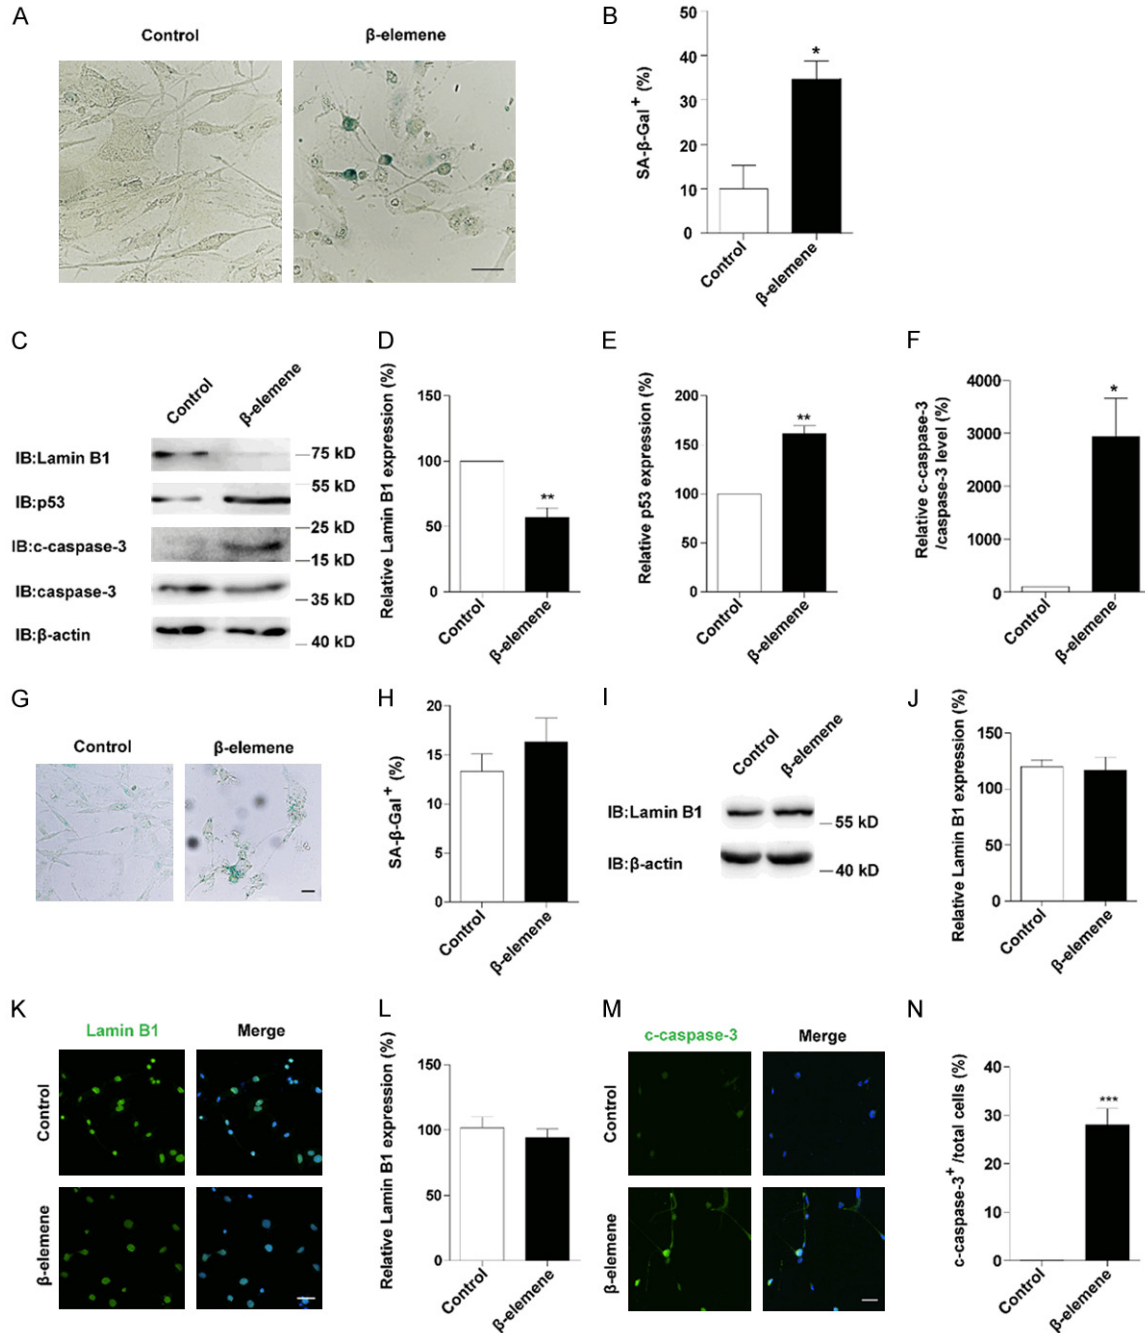 A
Control
β-elemene
B
SA-β-Gal⁺ (%)
50
40
30
20
10
0
*
Control
β-elemene
C
Control
β-elemene
IB:Lamin B1
75 kD
55 kD
IB:p53
25 kD
IB:c-caspase-3
15 kD
IB:caspase-3
35 kD
IB:β-actin
40 kD
D
Relative Lamin B1 expression (%)
150
100
50
0
**
Control
β-elemene
E
Relative p53 expression (%)
200
150
100
50
0
**
Control
β-elemene
F
Relative c-caspase-3
/caspase-3 level (%)
4000
3000
2000
1000
0
*
Control
β-elemene
G
Control
β-elemene
H
SA-β-Gal⁺ (%)
20
15
10
5
0
Control
β-elemene
I
Control
β-elemene
IB:Lamin B1
55 kD
IB:β-actin
40 kD
J
Relative Lamin B1 expression (%)
150
100
50
0
Control
β-elemene
K
Lamin B1
Merge
Control
β-elemene
L
Relative Lamin B1 expression (%)
150
100
50
0
Control
β-elemene
M
c-caspase-3
Merge
Control
β-elemene
N
c-caspase-3⁺/total cells (%)
40
30
20
10
0
***
Control
β-elemene